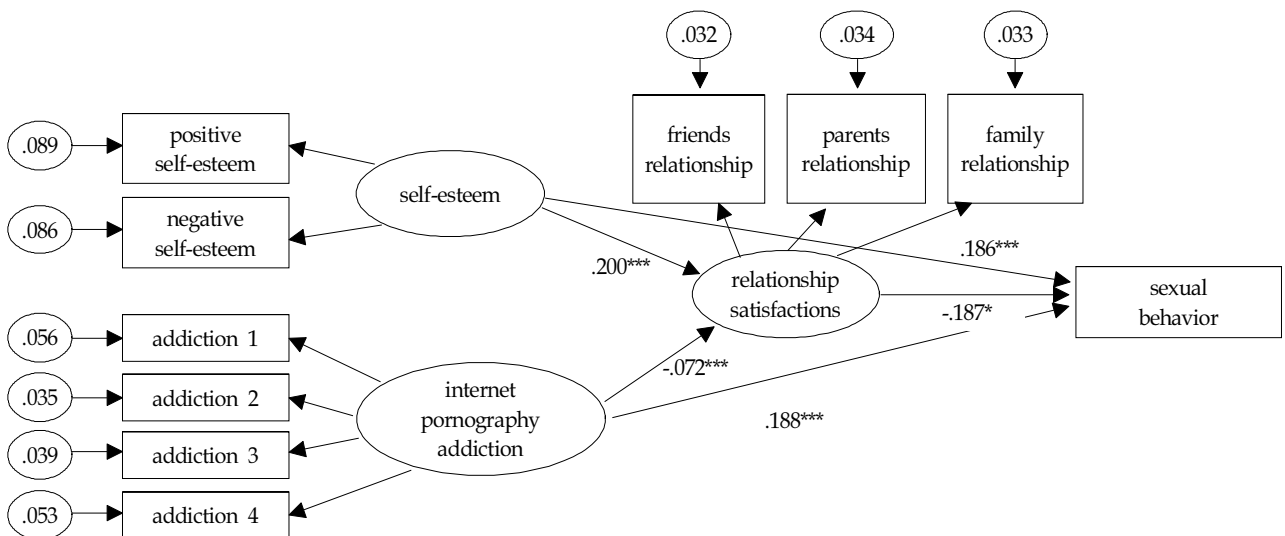 .032
.034
.033
friends
relationship
parents
relationship
family
relationship
.089
positive
self-esteem
self-esteem
.086
negative
self-esteem
.200***
.186***
relationship
satisfactions
sexual
behavior
-.187*
.056
addiction 1
-.072***
.035
addiction 2
internet
pornography
addiction
.188***
.039
addiction 3
.053
addiction 4